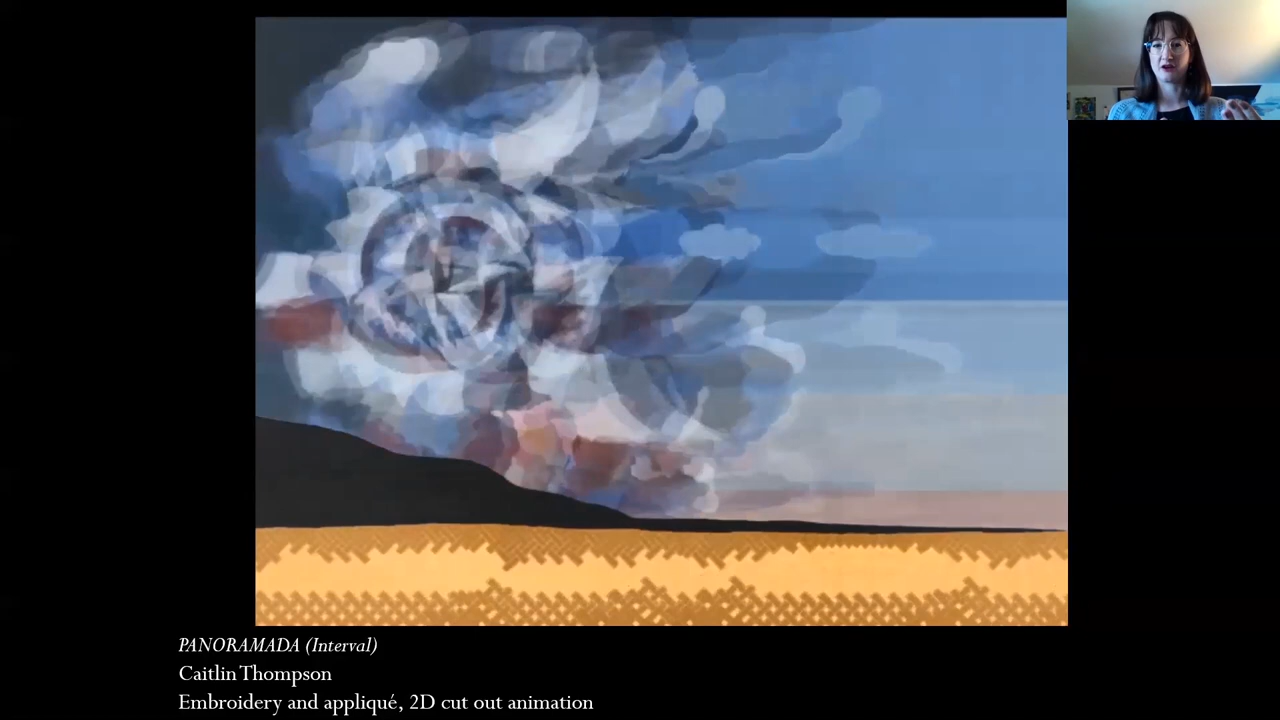 PANORAMADA (Interval)
Caitlin Thompson
Embroidery and appliqué, 2D cut out animation